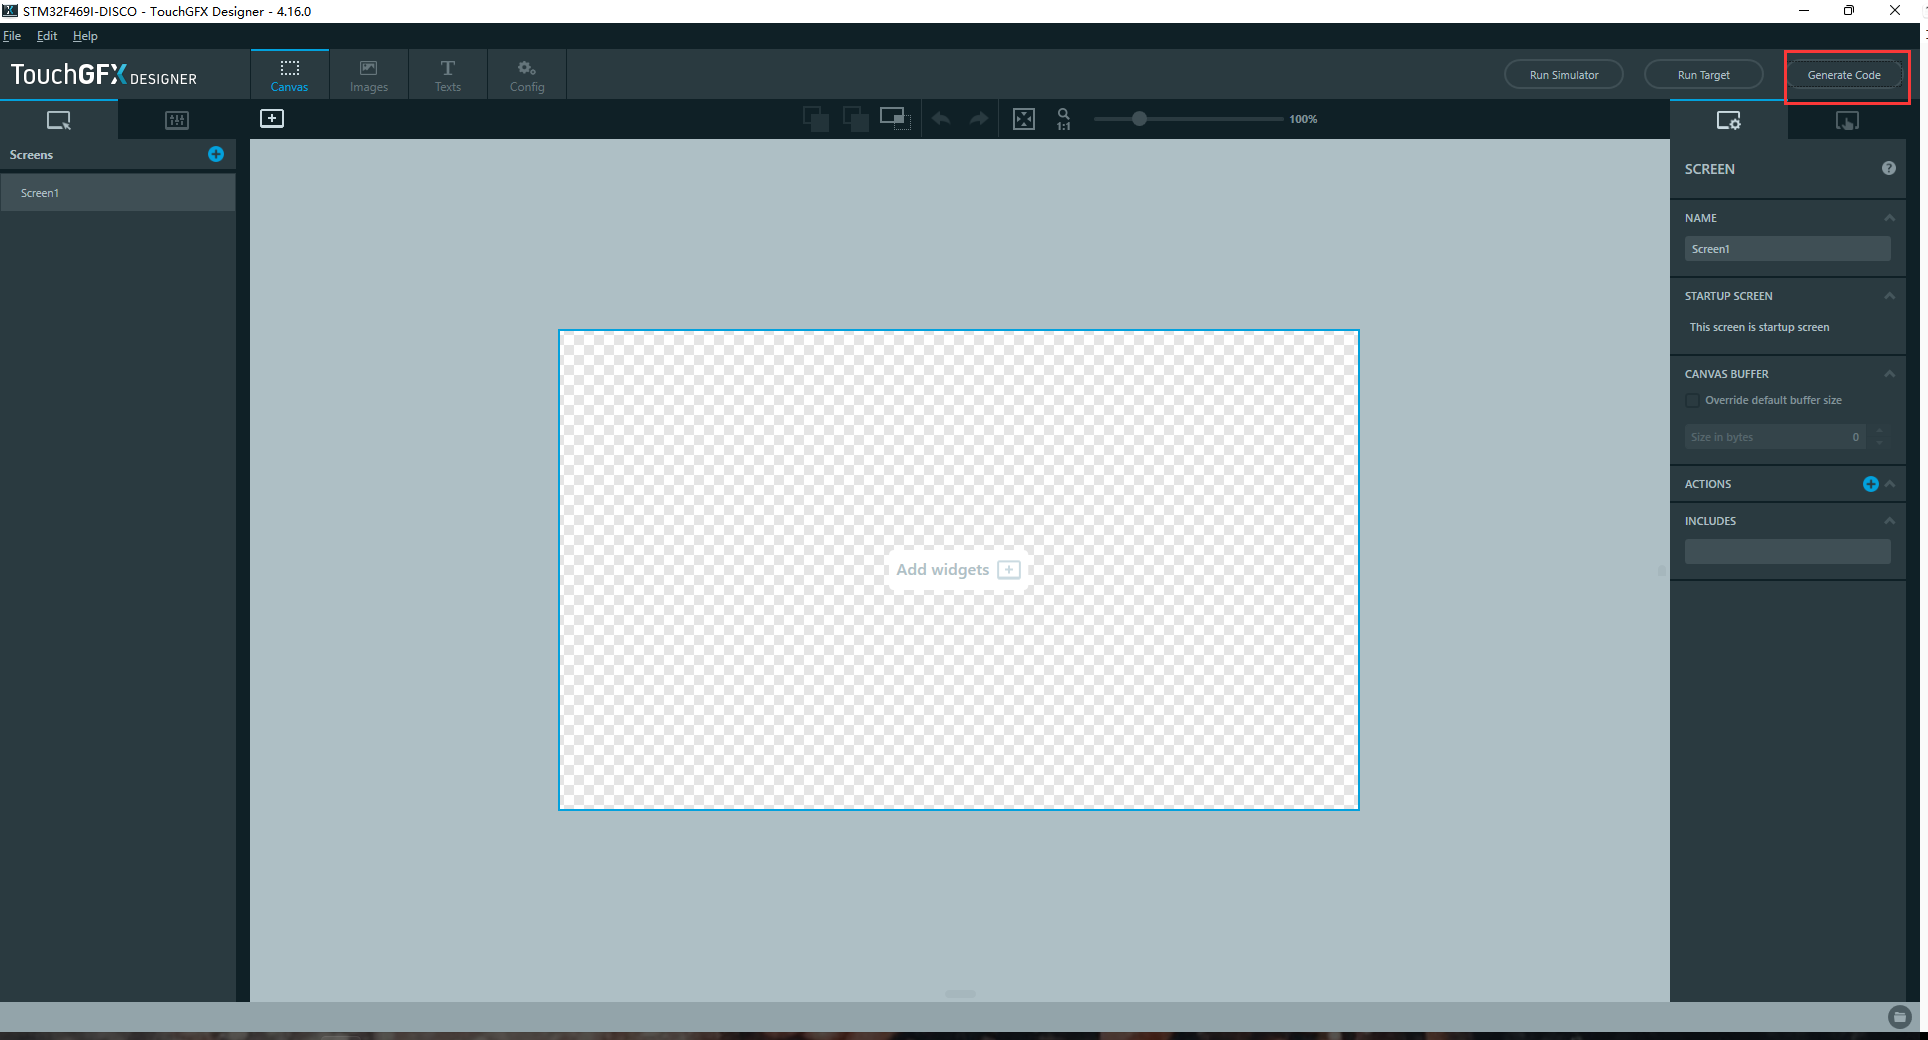 STM32F469I-DISCO - TouchGFX Designer - 4.16.0
File Edit Help
TouchGFX DESIGNER
Canvas
Images
Texts
Config
Run Simulator
Run Target
Generate Code
1:1
100%
Screens
Screen1
Add widgets
SCREEN
NAME
Screen1
STARTUP SCREEN
This screen is startup screen
CANVAS BUFFER
Override default buffer size
Size in bytes 0
ACTIONS
INCLUDES